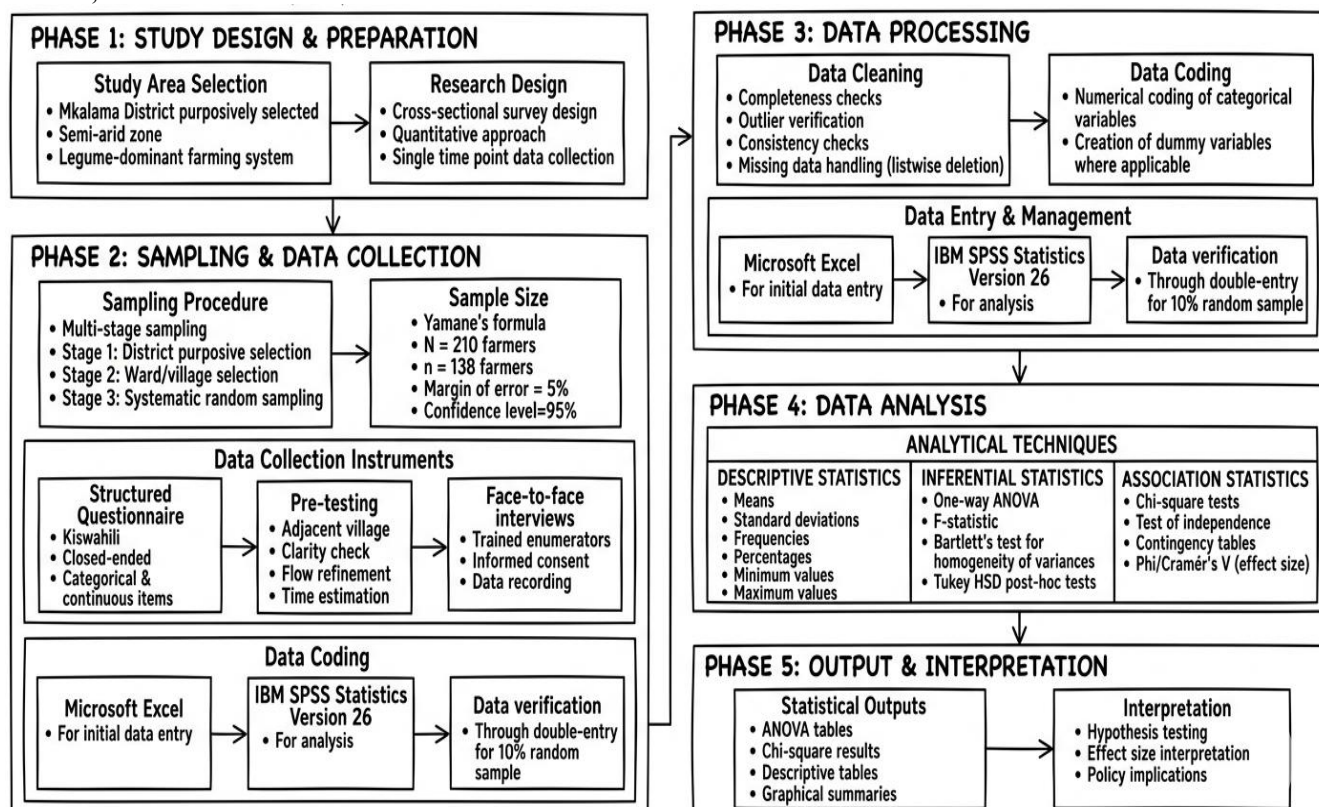 PHASE 1: STUDY DESIGN & PREPARATION
Study Area Selection
• Mkalama District purposively selected
• Semi-arid zone
• Legume-dominant farming system
Research Design
• Cross-sectional survey design
• Quantitative approach
• Single time point data collection
PHASE 2: SAMPLING & DATA COLLECTION
Sampling Procedure
• Multi-stage sampling
• Stage 1: District purposive selection
• Stage 2: Ward/village selection
• Stage 3: Systematic random sampling
Sample Size
• Yamane's formula
• N = 210 farmers
• n = 138 farmers
• Margin of error = 5%
• Confidence level=95%
Data Collection Instruments
Structured
Questionnaire
• Kiswahili
• Closed-ended
• Categorical &
continuous items
Pre-testing
• Adjacent village
• Clarity check
• Flow refinement
• Time estimation
Face-to-face
interviews
• Trained enumerators
• Informed consent
• Data recording
Data Coding
Microsoft Excel
• For initial data entry
IBM SPSS Statistics
Version 26
• For analysis
Data verification
• Through double-entry
for 10% random
sample
PHASE 3: DATA PROCESSING
Data Cleaning
• Completeness checks
• Outlier verification
• Consistency checks
• Missing data handling (listwise deletion)
Data Coding
• Numerical coding of categorical
variables
• Creation of dummy variables
where applicable
Data Entry & Management
Microsoft Excel
• For initial data entry
IBM SPSS Statistics
Version 26
• For analysis
Data verification
• Through double-entry
for 10% random sample
PHASE 4: DATA ANALYSIS
ANALYTICAL TECHNIQUES
DESCRIPTIVE STATISTICS
• Means
• Standard deviations
• Frequencies
• Percentages
• Minimum values
• Maximum values
INFERENTIAL STATISTICS
• One-way ANOVA
• F-statistic
• Bartlett's test for
homogeneity of variances
• Tukey HSD post-hoc tests
ASSOCIATION STATISTICS
• Chi-square tests
• Test of independence
• Contingency tables
• Phi/Cramér's V (effect size)
PHASE 5: OUTPUT & INTERPRETATION
Statistical Outputs
• ANOVA tables
• Chi-square results
• Descriptive tables
• Graphical summaries
Interpretation
• Hypothesis testing
• Effect size interpretation
• Policy implications